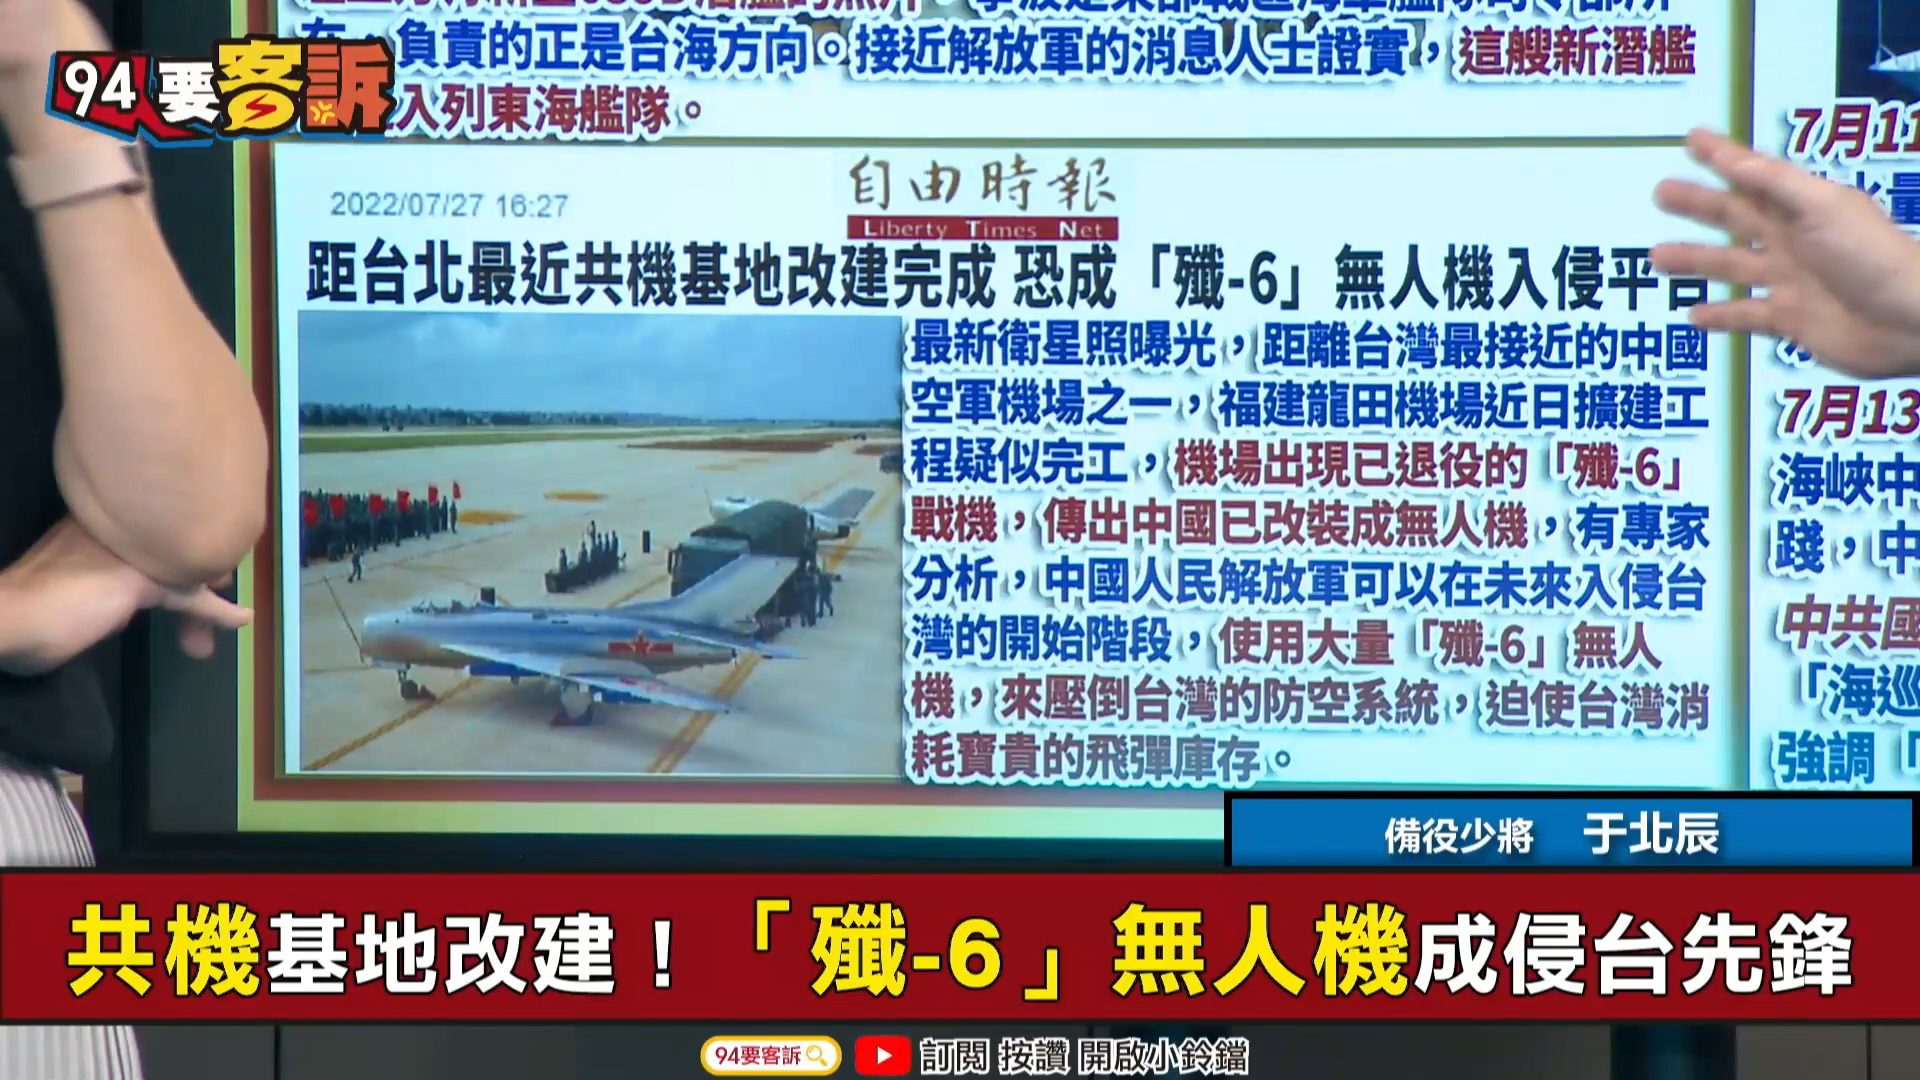 94要客訴
負責的正是台海方向。接近解放軍的消息人士證實，這艘新潛艦
入列東海艦隊。
自由時報
Liberty Times Net
2022/07/27 16:27
距台北最近共機基地改建完成 恐成「殲-6」無人機入侵平台
最新衛星照曝光，距離台灣最接近的中國
空軍機場之一，福建龍田機場近日擴建工
程疑似完工，機場出現已退役的「殲-6」
戰機，傳出中國已改裝成無人機，有專家
分析，中國人民解放軍可以在未來入侵台
灣的開始階段，使用大量「殲-6」無人
機，來壓倒台灣的防空系統，迫使台灣消
耗寶貴的飛彈庫存。
7月11
7月13
海峽中
踐，中
中共國
「海巡
強調「
備役少將 于北辰
共機基地改建！「殲-6」無人機成侵台先鋒
94要客訴
訂閱 按讚 開啟小鈴鐺